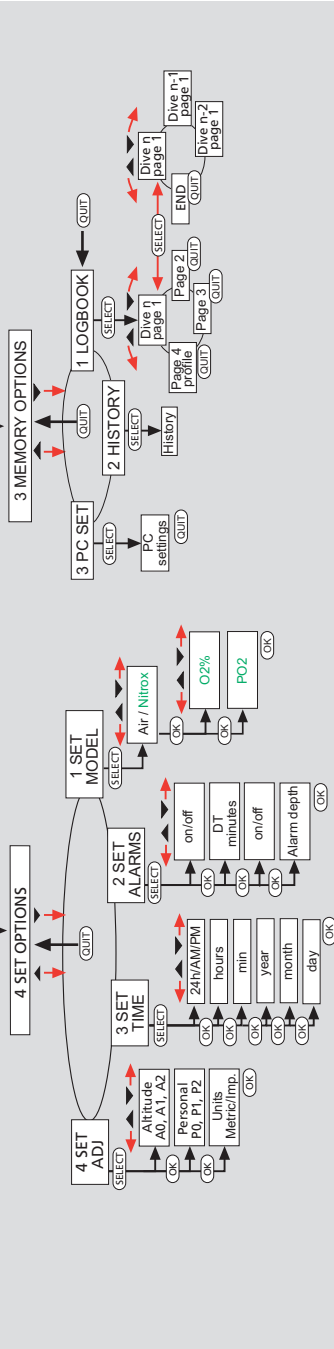 4 SET OPTIONS
QUIT
4 SET
ADJ
SELECT
Altitude
A0, A1, A2
OK
Personal
P0, P1, P2
OK
Units
Metric/Imp.
OK
3 SET
TIME
SELECT
24h/AM/PM
OK
hours
OK
min
OK
year
OK
month
OK
day
OK
2 SET
ALARMS
SELECT
on/off
OK
DT
minutes
OK
on/off
OK
Alarm depth
OK
1 SET
MODEL
SELECT
Air / Nitrox
OK
O2%
OK
PO2
OK
3 MEMORY OPTIONS
QUIT
3 PC SET
SELECT
PC
settings
QUIT
2 HISTORY
SELECT
History
1 LOGBOOK
QUIT
SELECT
Dive n
page 1
Page 2
QUIT
Page 3
QUIT
Page 4
profile
QUIT
SELECT
Dive n
page 1
Dive n-1
page 1
Dive n-2
page 1
END
QUIT